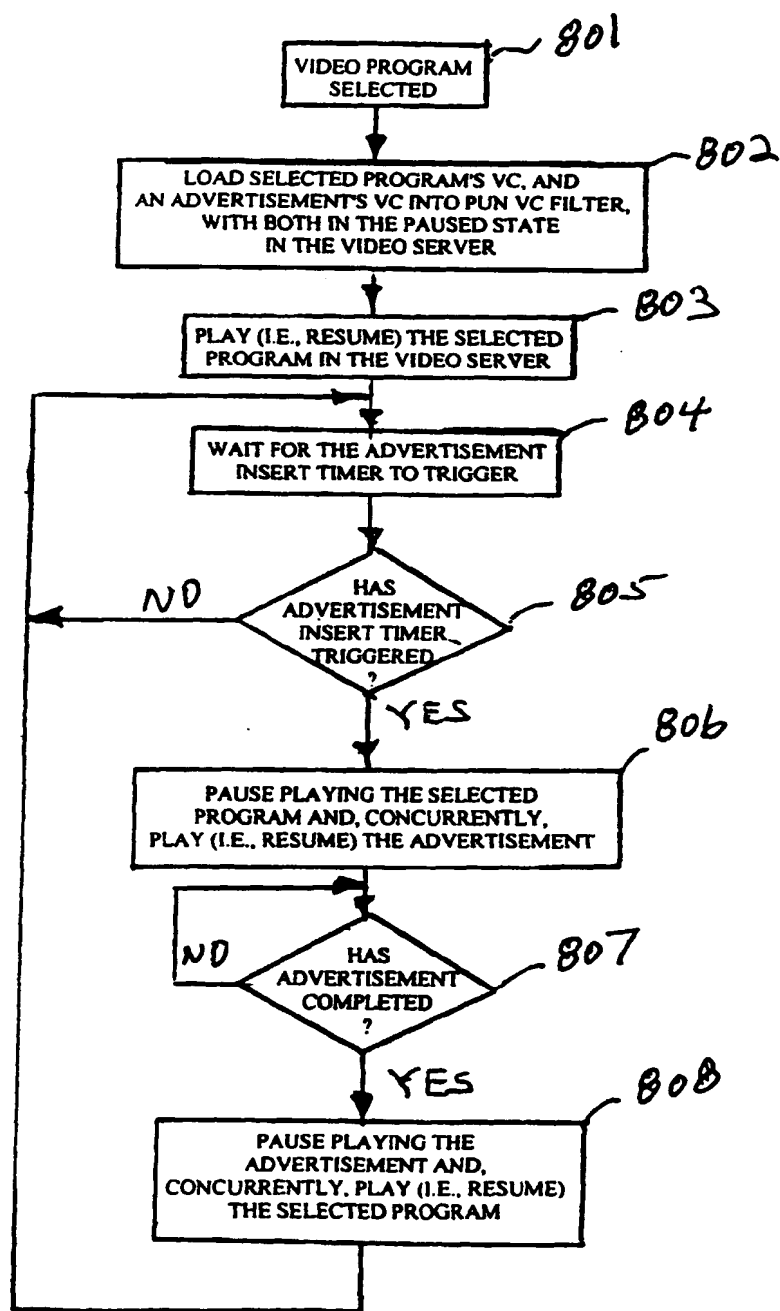 801
VIDEO PROGRAM
SELECTED
802
LOAD SELECTED PROGRAM'S VC, AND
AN ADVERTISEMENT'S VC INTO PUN VC FILTER,
WITH BOTH IN THE PAUSED STATE
IN THE VIDEO SERVER
803
PLAY (I.E., RESUME) THE SELECTED
PROGRAM IN THE VIDEO SERVER
804
WAIT FOR THE ADVERTISEMENT
INSERT TIMER TO TRIGGER
805
NO
HAS
ADVERTISEMENT
INSERT TIMER
TRIGGERED
?
YES
806
PAUSE PLAYING THE SELECTED
PROGRAM AND, CONCURRENTLY,
PLAY (I.E., RESUME) THE ADVERTISEMENT
807
NO
HAS
ADVERTISEMENT
COMPLETED
?
YES
808
PAUSE PLAYING THE
ADVERTISEMENT AND,
CONCURRENTLY, PLAY (I.E., RESUME)
THE SELECTED PROGRAM